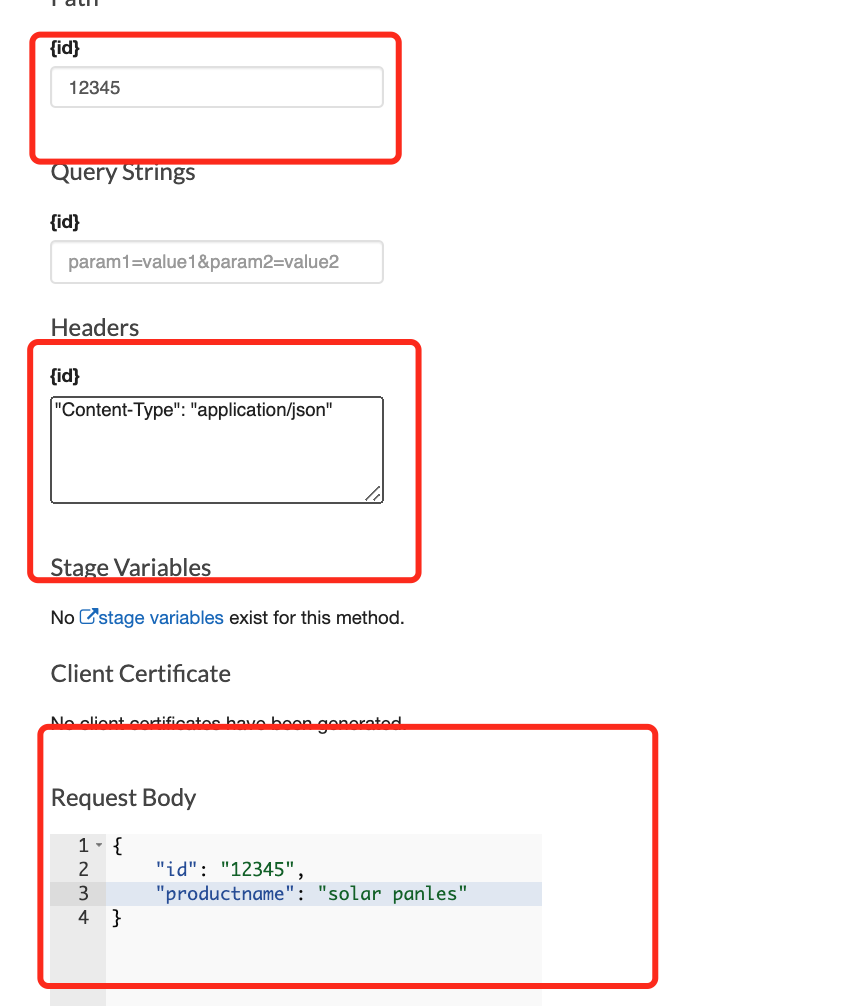 Path
{id}
12345
Query Strings
{id}
param1=value1&param2=value2
Headers
{id}
"Content-Type": "application/json"
Stage Variables
No stage variables exist for this method.
Client Certificate
No client certificates have been generated.
Request Body
1 {
2 "id": "12345",
3 "productname": "solar panles"
4 }